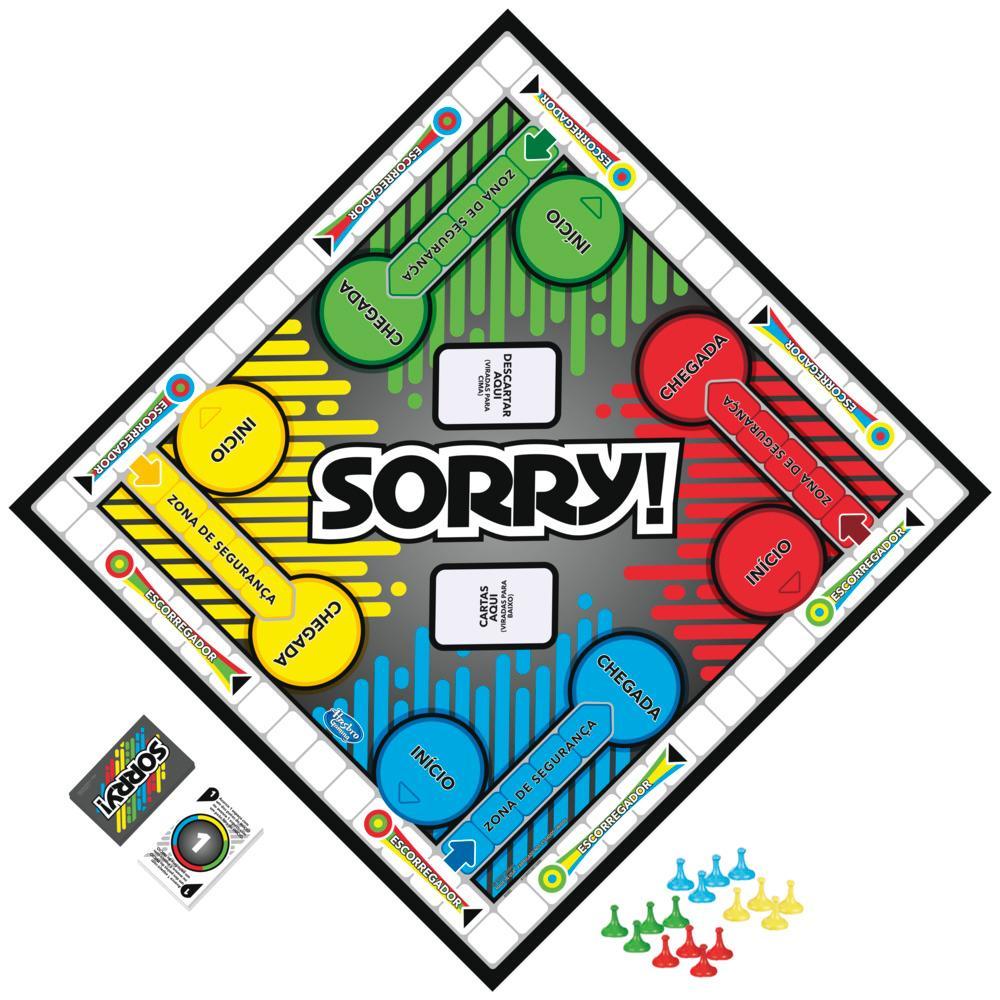 ESCORREGADOR
ESCORREGADOR
ZONA DE SEGURANÇA
INÍCIO
CHEGADA
ESCORREGADOR
CHEGADA
ZONA DE SEGURANÇA
INÍCIO
ESCORREGADOR
DESCARTAR
AQUI
(VIRADAS PARA
CIMA)
ESCORREGADOR
INÍCIO
ZONA DE SEGURANÇA
CHEGADA
ESCORREGADOR
SORRY!
CARTAS
AQUI
(VIRADAS PARA
BAIXO)
CHEGADA
ZONA DE SEGURANÇA
INÍCIO
Hasbro
Gaming
ESCORREGADOR
ESCORREGADOR
SORRY!
1
1
1